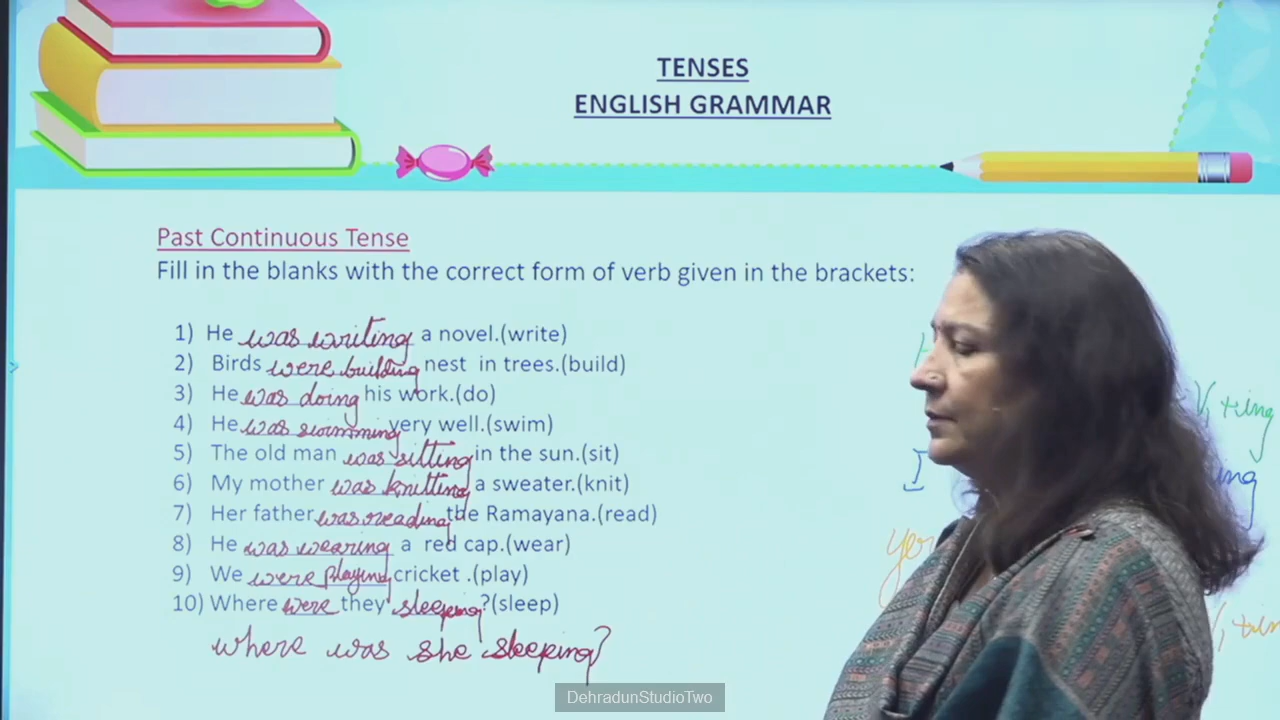 TENSES
ENGLISH GRAMMAR
Past Continuous Tense
Fill in the blanks with the correct form of verb given in the brackets:
1) He was writing a novel.(write)
2) Birds were building nest in trees.(build)
3) He was doing his work.(do)
4) He was swimming very well.(swim)
5) The old man was sitting in the sun.(sit)
6) My mother was knitting a sweater.(knit)
7) Her father was reading the Ramayana.(read)
8) He was wearing a red cap.(wear)
9) We were playing cricket .(play)
10) Where were they sleeping?(sleep)
where was she sleeping?
V₁ +ing
I
DehradunStudioTwo